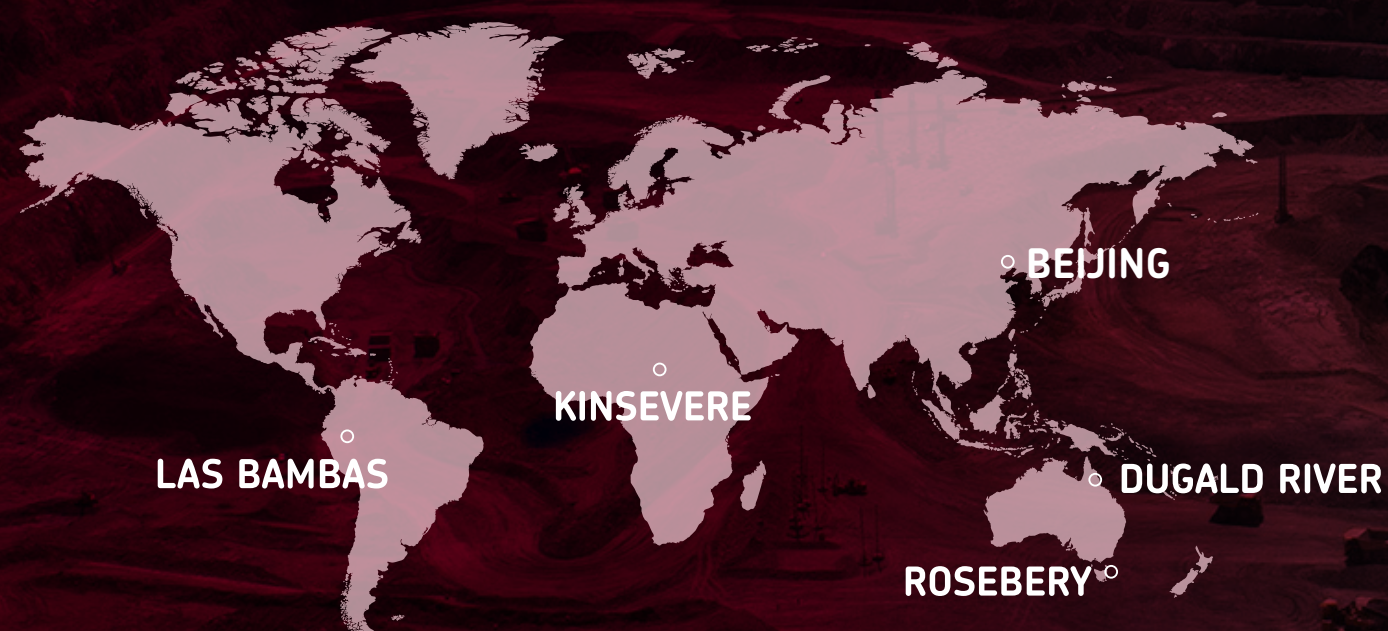 BEIJING
KINSEVERE
LAS BAMBAS
DUGALD RIVER
ROSEBERY